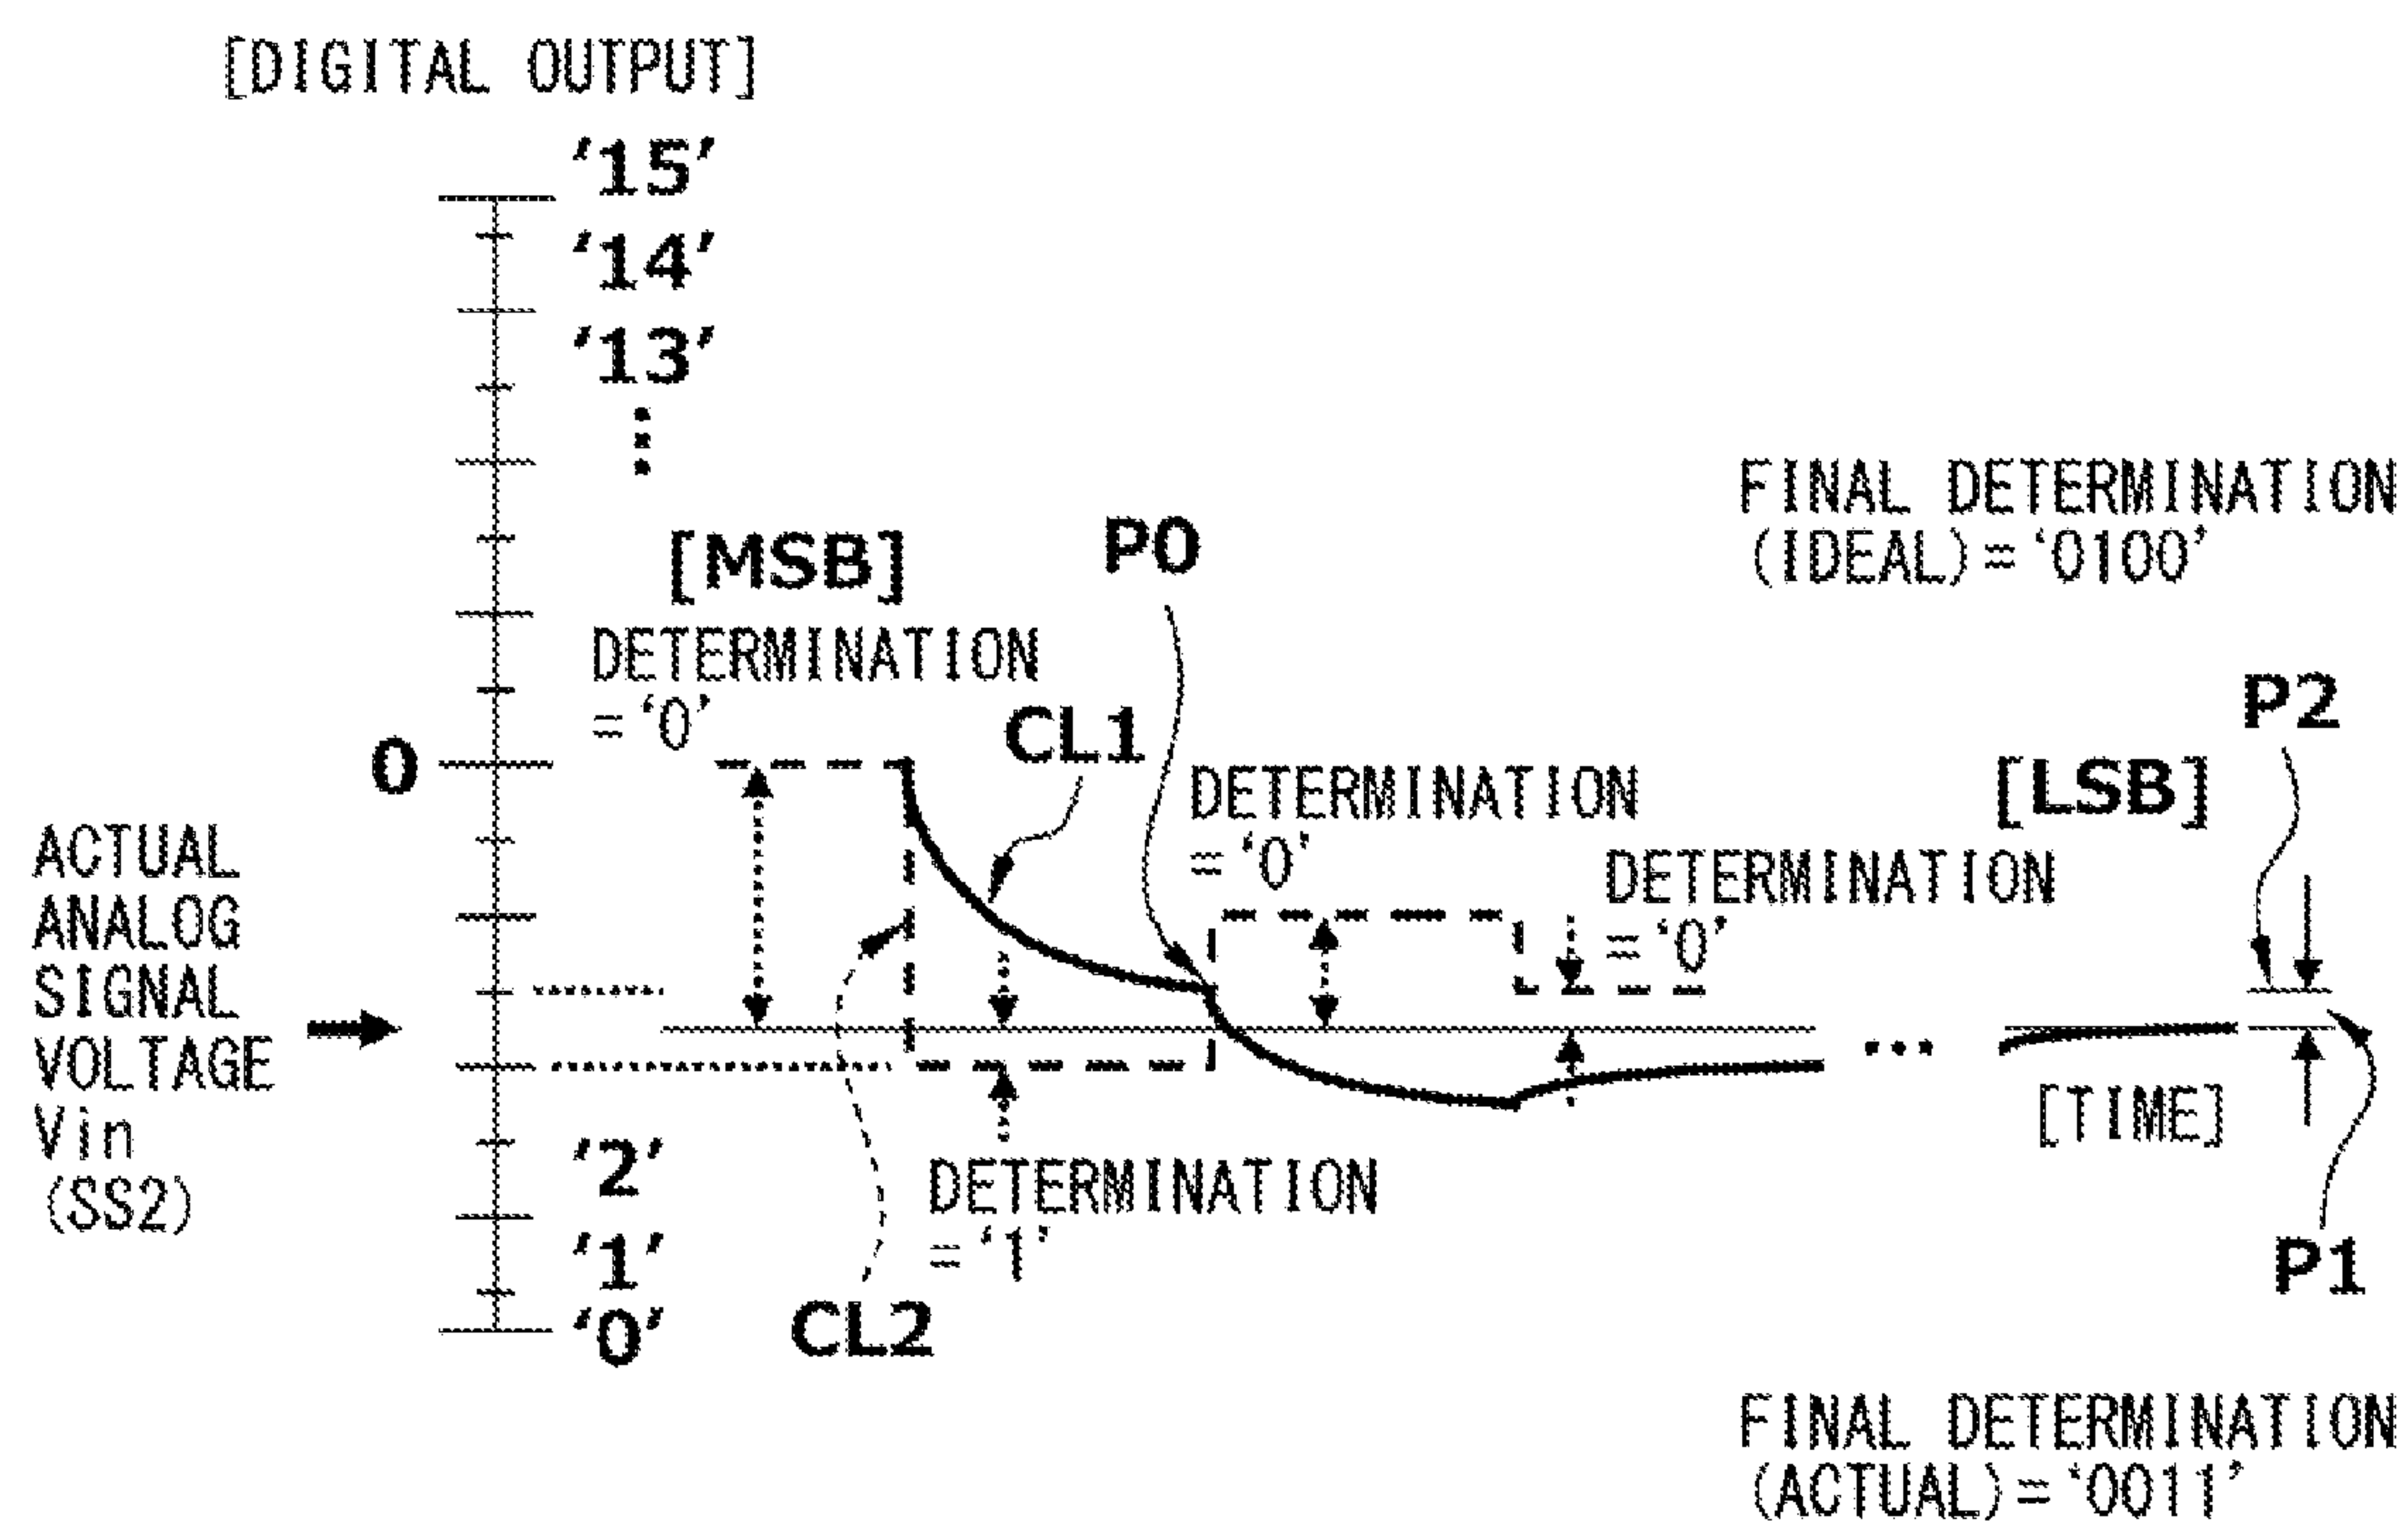 [DIGITAL OUTPUT]
'15'
'14'
'13'
FINAL DETERMINATION
(IDEAL)='0100'
[MSB]
P0
DETERMINATION
='0'
CL1
P2
0
DETERMINATION
='0'
[LSB]
ACTUAL
ANALOG
SIGNAL
VOLTAGE
Vin
(SS2)
DETERMINATION
='0'
...
[TIME]
'2'
'1'
'0'
DETERMINATION
='1'
CL2
P1
FINAL DETERMINATION
(ACTUAL)='0011'